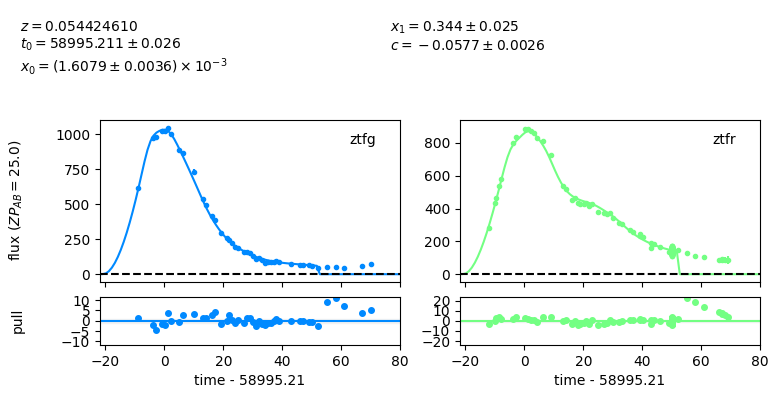 z = 0.054424610
t₀ = 58995.211 ± 0.026
x₀ = (1.6079 ± 0.0036) × 10⁻³
x₁ = 0.344 ± 0.025
c = −0.0577 ± 0.0026
flux (ZP_AB = 25.0)
1000
750
500
250
0
ztfg
800
600
400
200
0
ztfr
pull
10
5
0
−5
−10
20
10
0
−10
−20
−20 0 20 40 60 80
−20 0 20 40 60 80
time - 58995.21
time - 58995.21